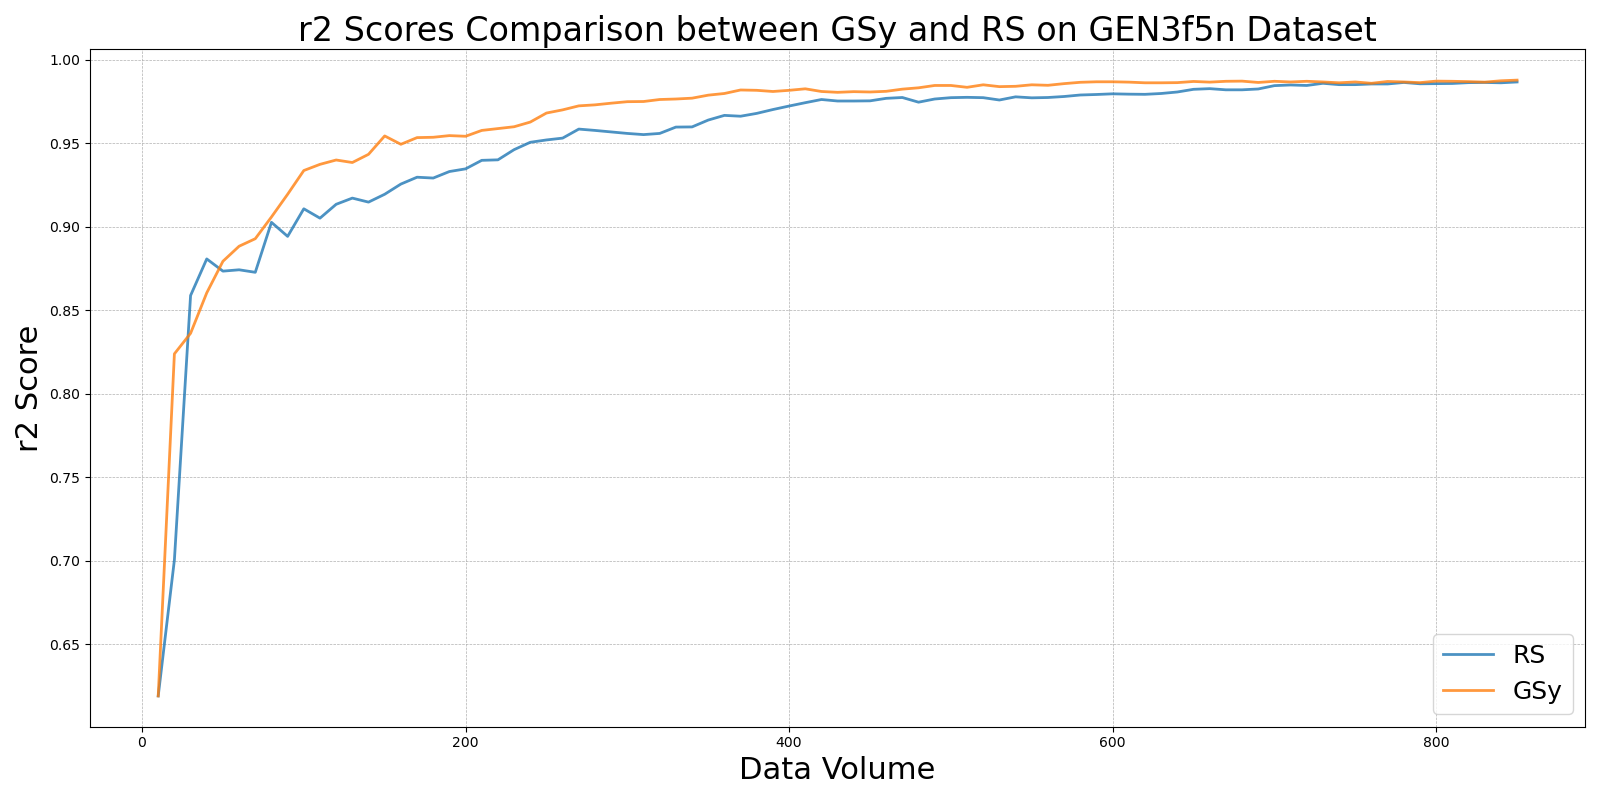 r2 Scores Comparison between GSy and RS on GEN3f5n Dataset
r2 Score
1.00
0.95
0.90
0.85
0.80
0.75
0.70
0.65
RS
GSy
0 200 400 600 800
Data Volume